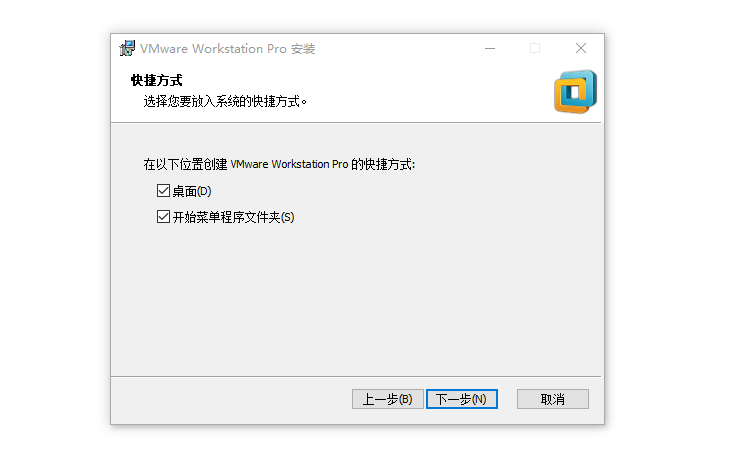 VMware Workstation Pro 安装
快捷方式
选择您要放入系统的快捷方式。
在以下位置创建 VMware Workstation Pro 的快捷方式:
桌面(D)
开始菜单程序文件夹(S)
上一步(B) 下一步(N) 取消